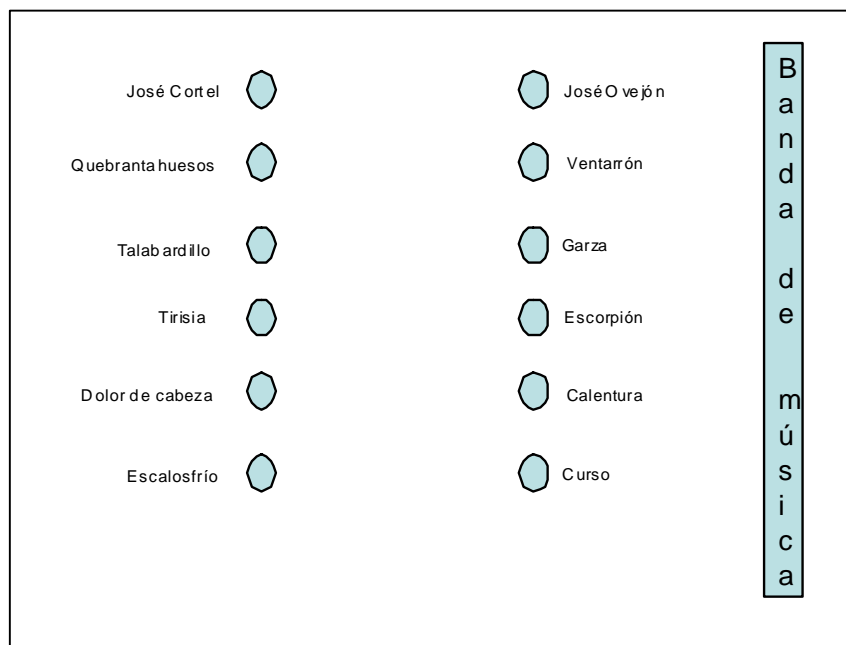 José Cortel
José Ovejón
Quebrantahuesos
Ventarrón
Talabardillo
Garza
Tirisia
Escorpión
Dolor de cabeza
Calentura
Escalosfrío
Curso
Banda de música